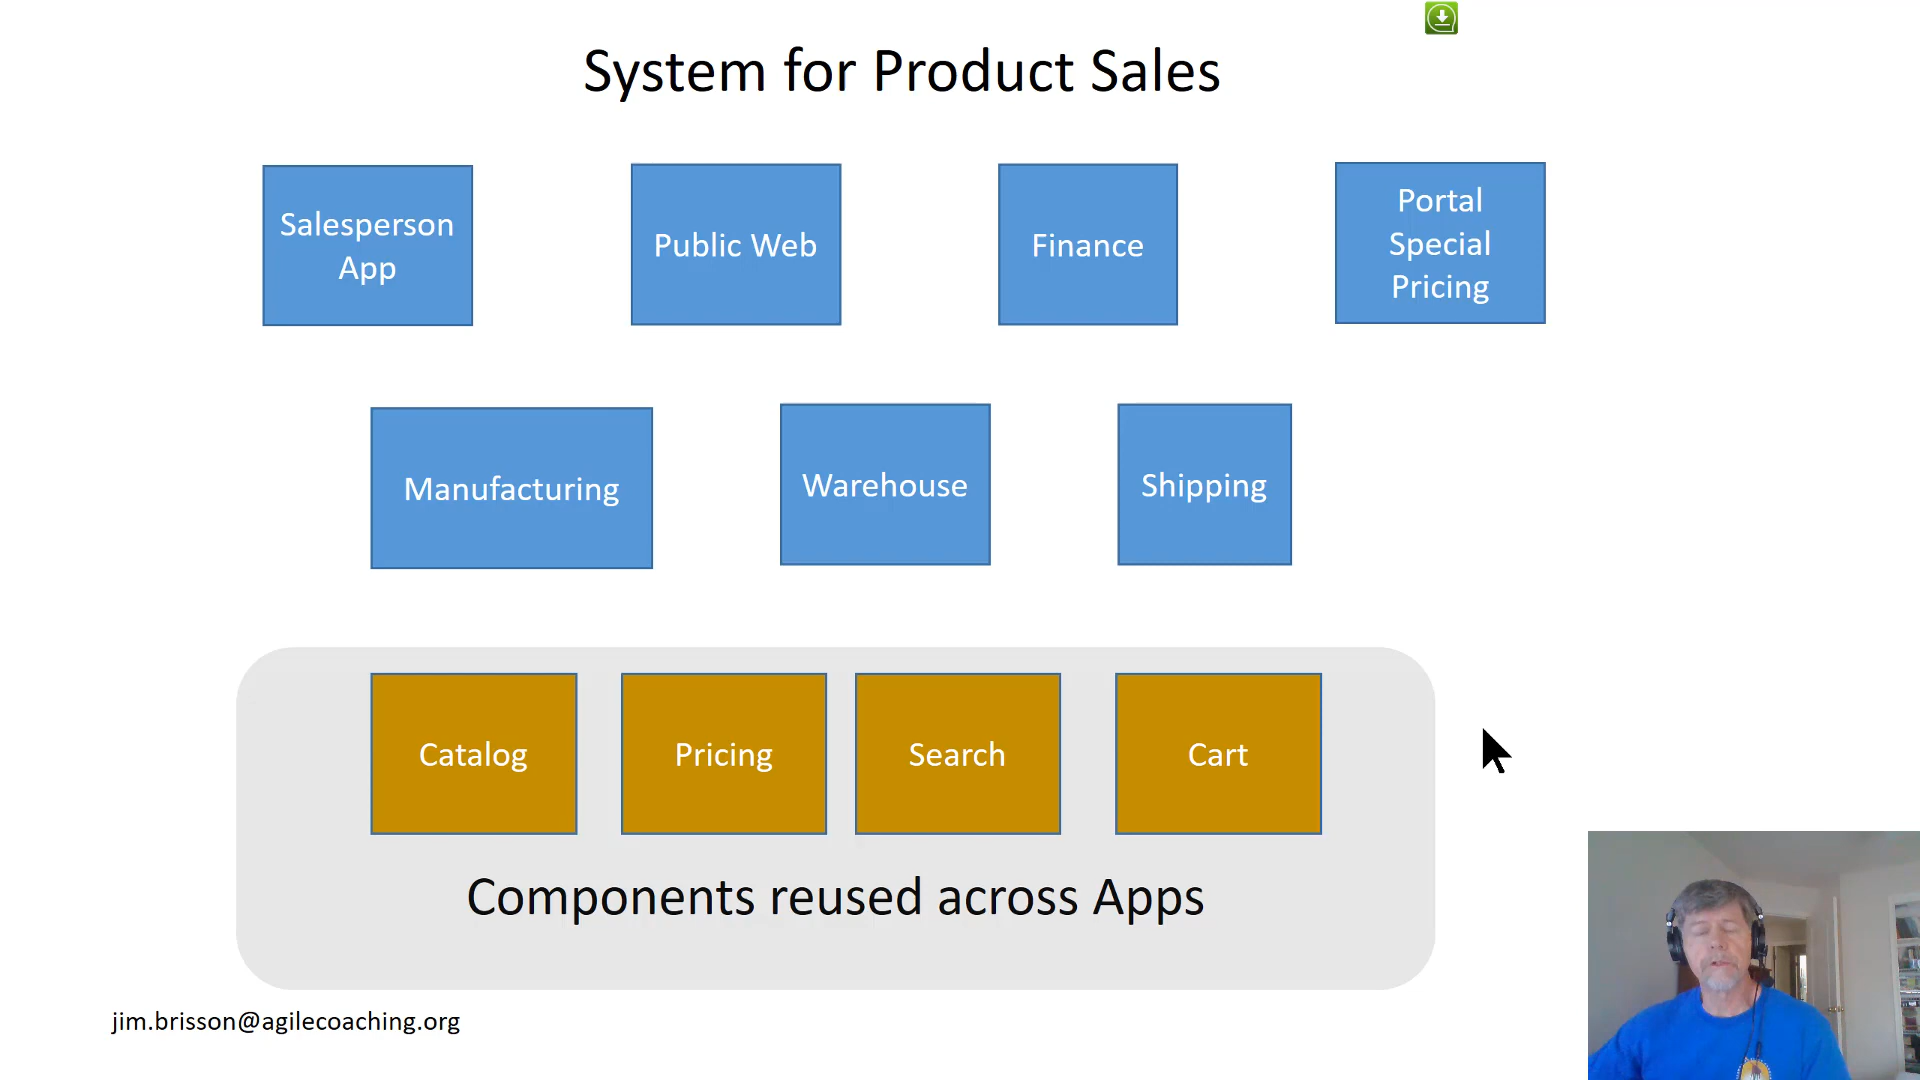 System for Product Sales
Salesperson
App
Public Web
Finance
Portal
Special
Pricing
Manufacturing
Warehouse
Shipping
Catalog
Pricing
Search
Cart
Components reused across Apps
jim.brisson@agilecoaching.org